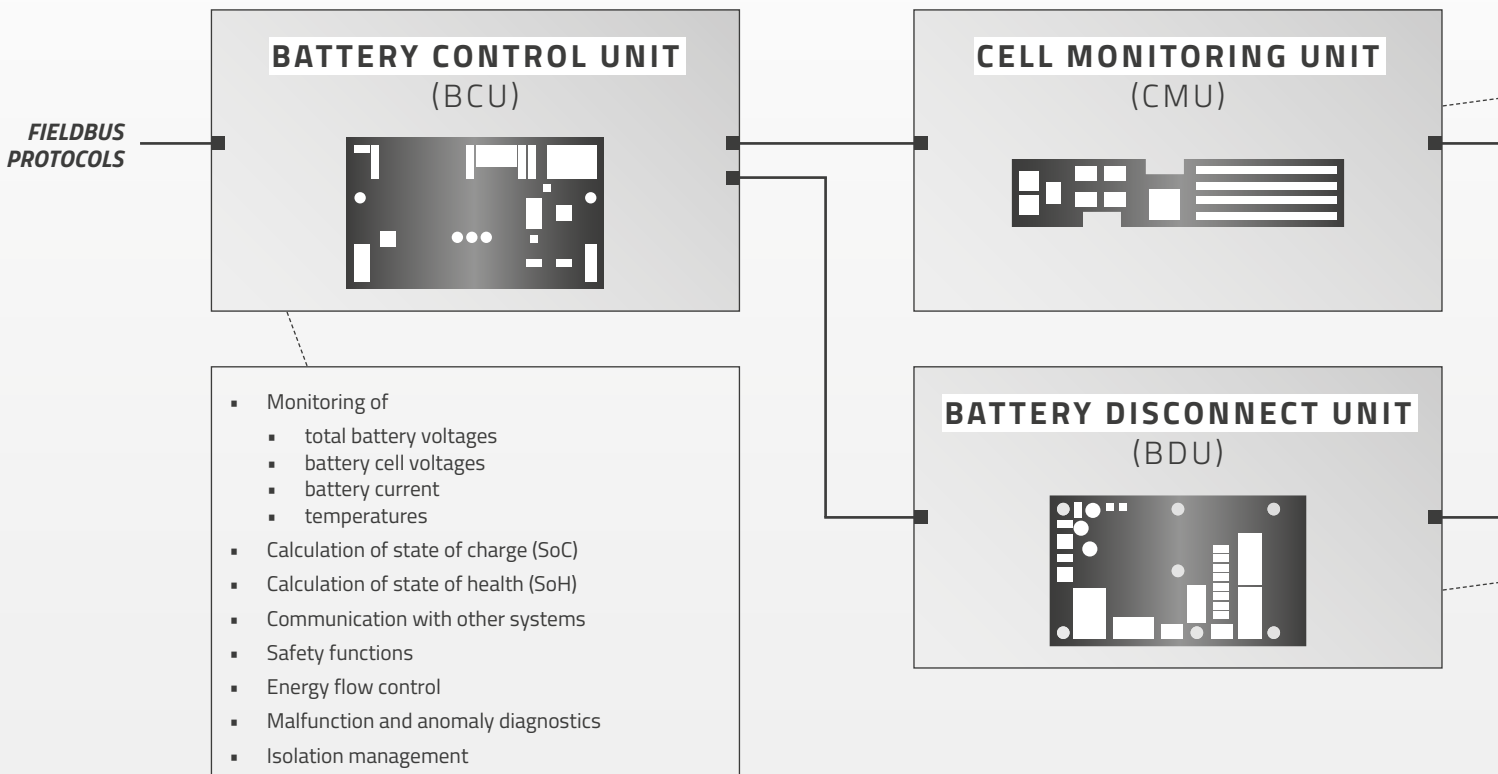 BATTERY CONTROL UNIT
(BCU)
CELL MONITORING UNIT
(CMU)
FIELDBUS
PROTOCOLS
▪ Monitoring of
▪ total battery voltages
▪ battery cell voltages
▪ battery current
▪ temperatures
▪ Calculation of state of charge (SoC)
▪ Calculation of state of health (SoH)
▪ Communication with other systems
▪ Safety functions
▪ Energy flow control
▪ Malfunction and anomaly diagnostics
▪ Isolation management
BATTERY DISCONNECT UNIT
(BDU)